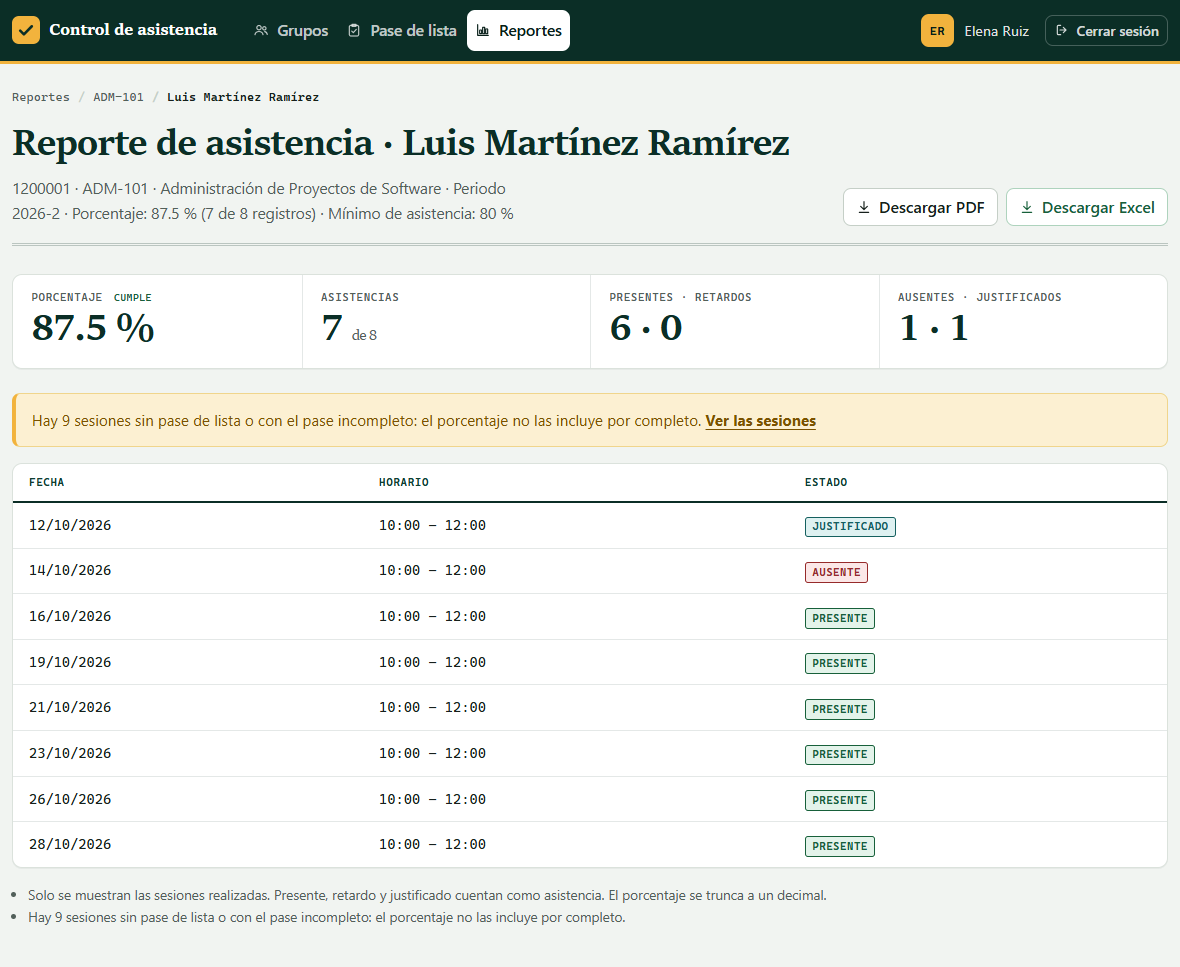 Control de asistencia
Grupos
Pase de lista
Reportes
ER
Elena Ruiz
Cerrar sesión
Reportes / ADM-101 / Luis Martínez Ramírez
Reporte de asistencia · Luis Martínez Ramírez
1200001 · ADM-101 · Administración de Proyectos de Software · Periodo
2026-2 · Porcentaje: 87.5 % (7 de 8 registros) · Mínimo de asistencia: 80 %
Descargar PDF
Descargar Excel
PORCENTAJE CUMPLE
87.5 %
ASISTENCIAS
7 de 8
PRESENTES · RETARDOS
6 · 0
AUSENTES · JUSTIFICADOS
1 · 1
Hay 9 sesiones sin pase de lista o con el pase incompleto: el porcentaje no las incluye por completo. Ver las sesiones
FECHA HORARIO ESTADO
12/10/2026 10:00 – 12:00 JUSTIFICADO
14/10/2026 10:00 – 12:00 AUSENTE
16/10/2026 10:00 – 12:00 PRESENTE
19/10/2026 10:00 – 12:00 PRESENTE
21/10/2026 10:00 – 12:00 PRESENTE
23/10/2026 10:00 – 12:00 PRESENTE
26/10/2026 10:00 – 12:00 PRESENTE
28/10/2026 10:00 – 12:00 PRESENTE
• Solo se muestran las sesiones realizadas. Presente, retardo y justificado cuentan como asistencia. El porcentaje se trunca a un decimal.
• Hay 9 sesiones sin pase de lista o con el pase incompleto: el porcentaje no las incluye por completo.